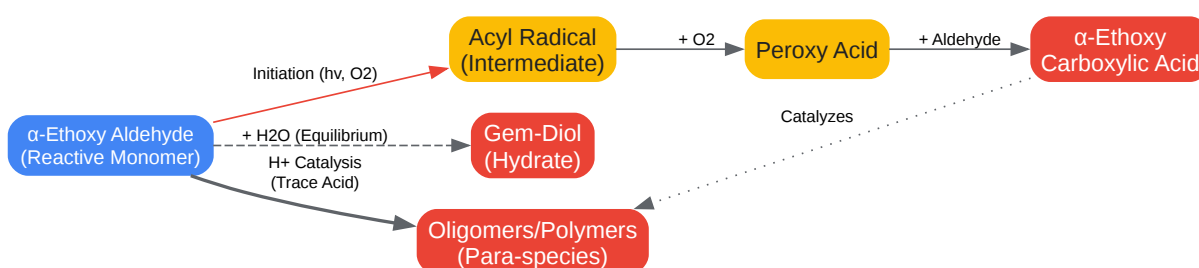 Acyl Radical
(Intermediate)
+ O2
Peroxy Acid
+ Aldehyde
α-Ethoxy
Carboxylic Acid
Initiation (hv, O2)
α-Ethoxy Aldehyde
(Reactive Monomer)
+ H2O (Equilibrium)
Gem-Diol
(Hydrate)
Catalyzes
H+ Catalysis
(Trace Acid)
Oligomers/Polymers
(Para-species)